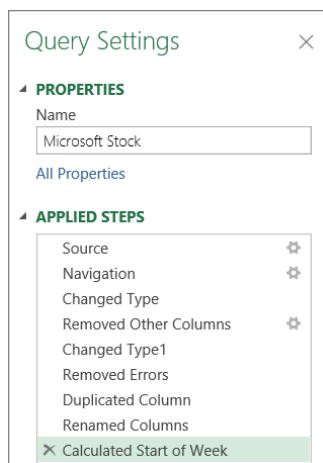 Query Settings
PROPERTIES
Name
Microsoft Stock
All Properties
APPLIED STEPS
Source
Navigation
Changed Type
Removed Other Columns
Changed Type1
Removed Errors
Duplicated Column
Renamed Columns
Calculated Start of Week